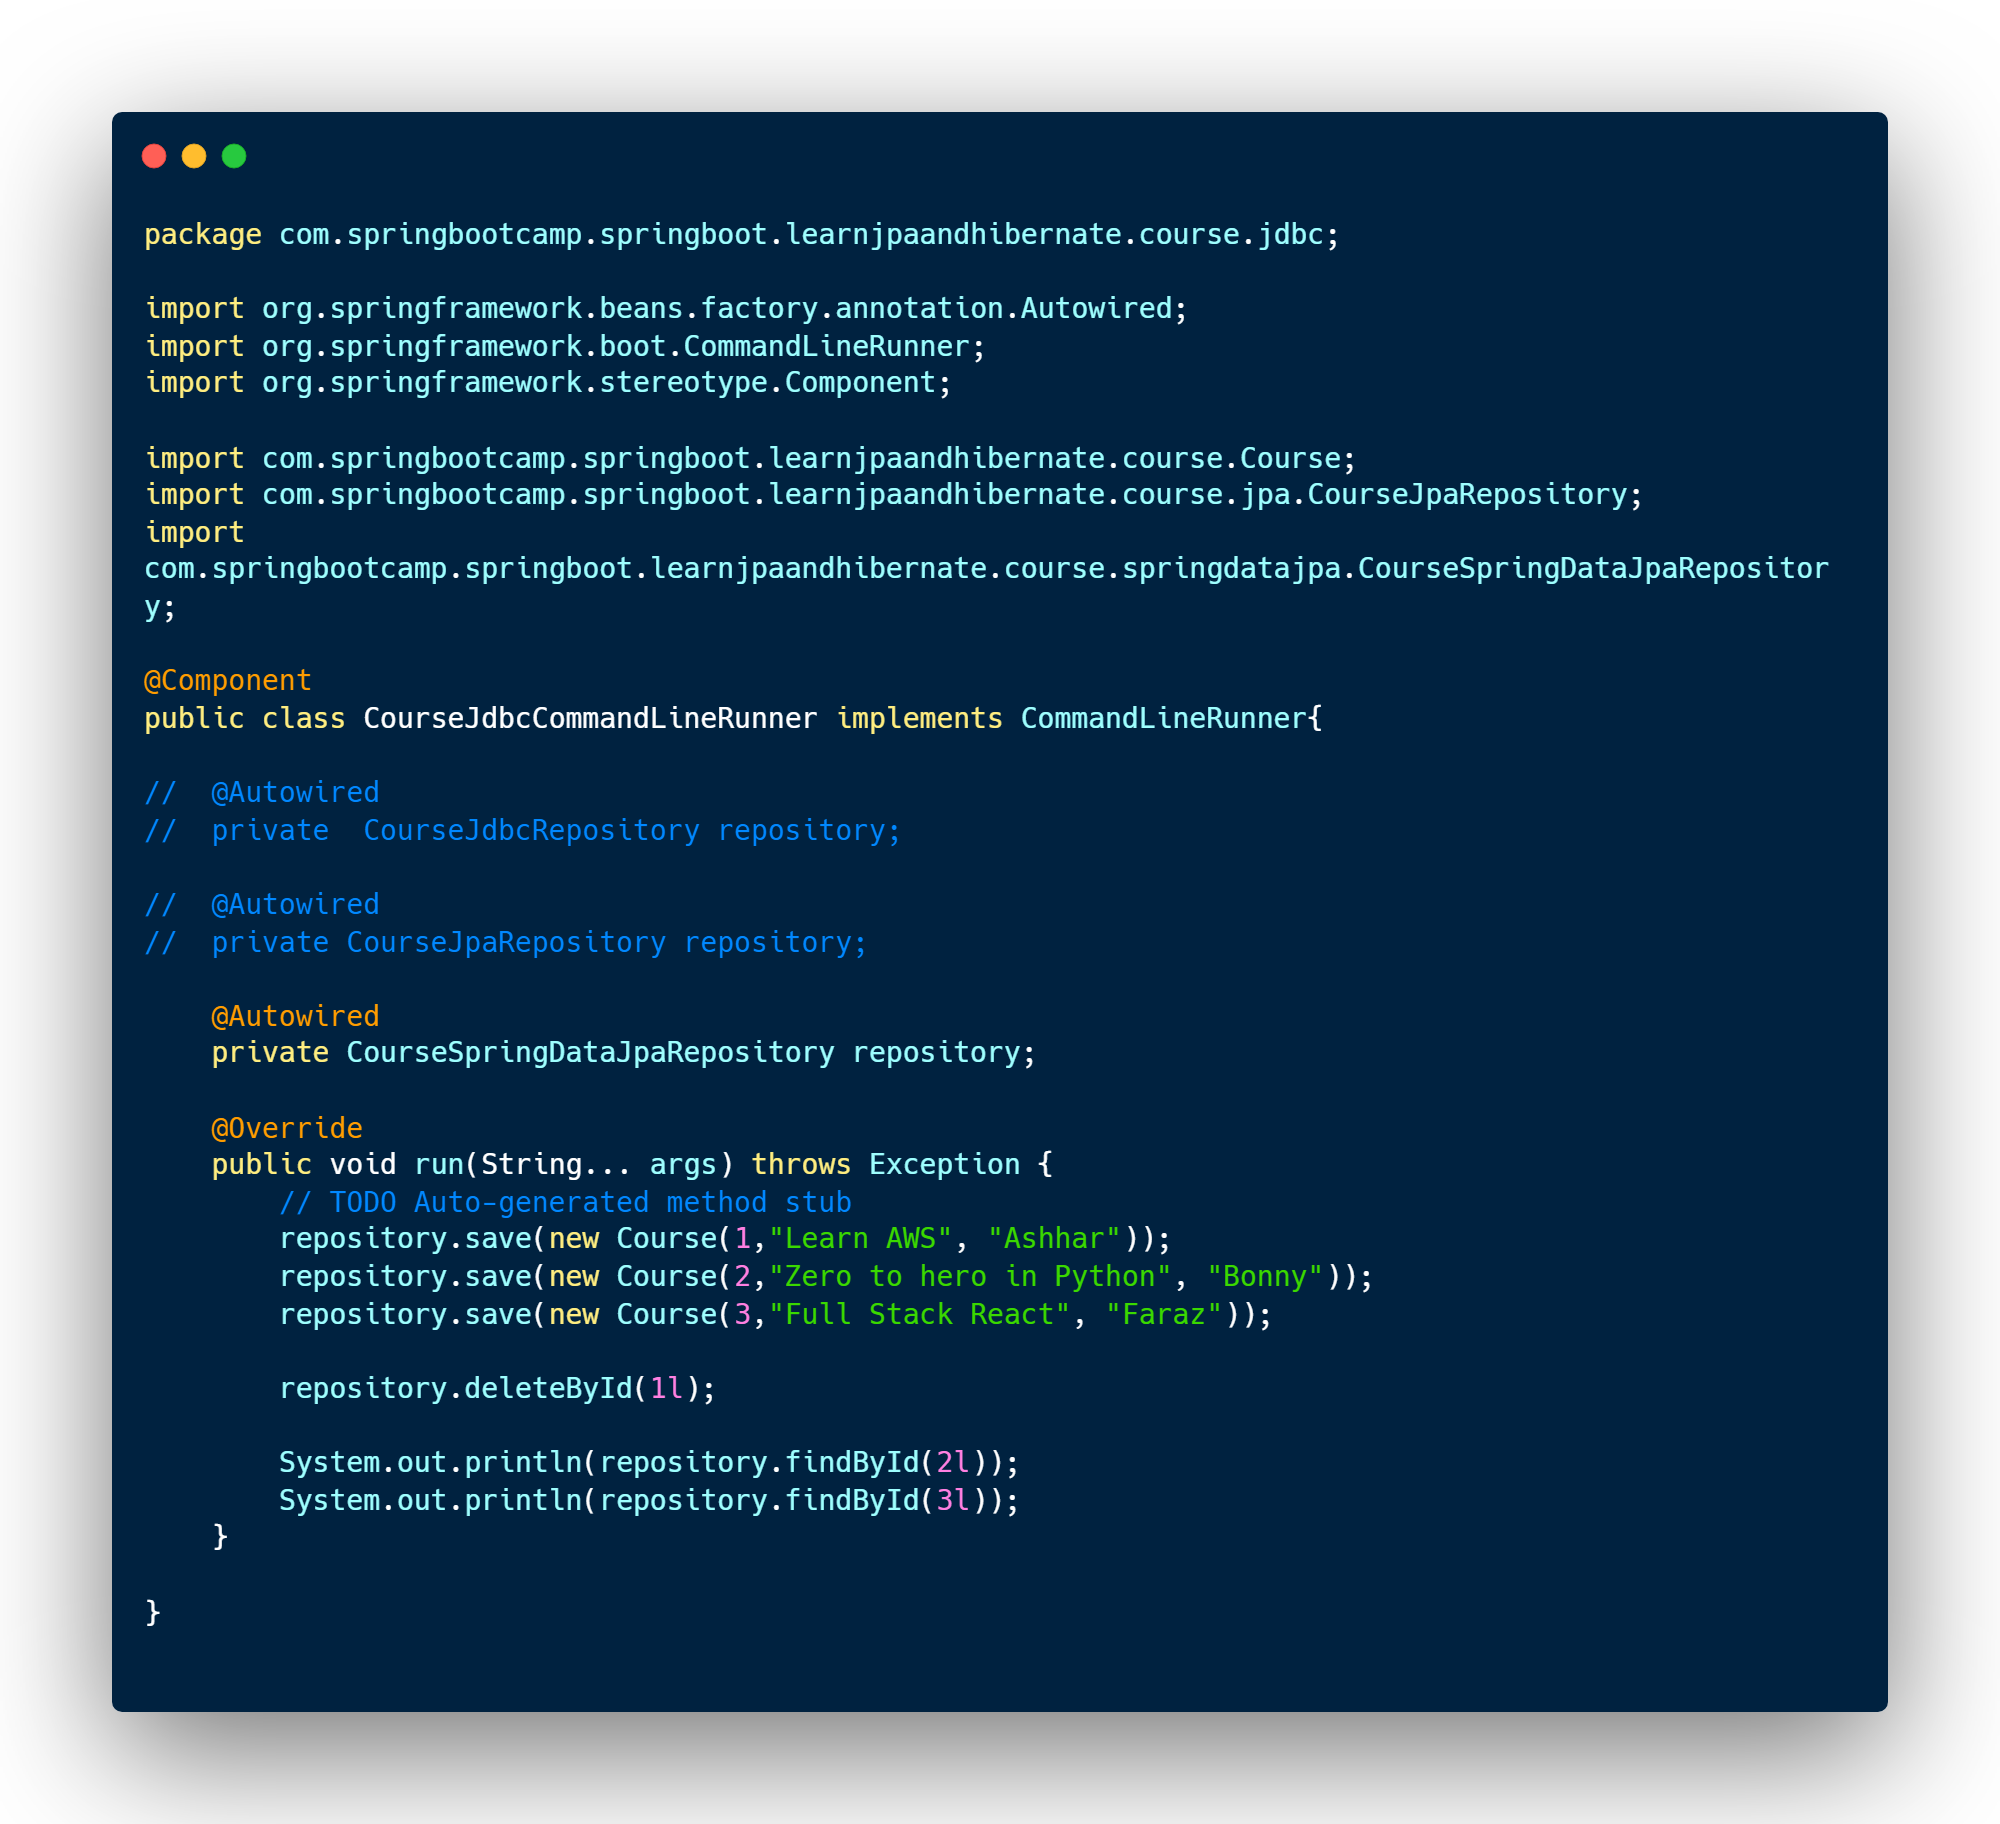 package com.springbootcamp.springboot.learnjpaandhibernate.course.jdbc;

import org.springframework.beans.factory.annotation.Autowired;
import org.springframework.boot.CommandLineRunner;
import org.springframework.stereotype.Component;

import com.springbootcamp.springboot.learnjpaandhibernate.course.Course;
import com.springbootcamp.springboot.learnjpaandhibernate.course.jpa.CourseJpaRepository;
import
com.springbootcamp.springboot.learnjpaandhibernate.course.springdatajpa.CourseSpringDataJpaRepositor
y;

@Component
public class CourseJdbcCommandLineRunner implements CommandLineRunner{

//  @Autowired
//  private  CourseJdbcRepository repository;

//  @Autowired
//  private CourseJpaRepository repository;

    @Autowired
    private CourseSpringDataJpaRepository repository;

    @Override
    public void run(String... args) throws Exception {
        // TODO Auto-generated method stub
        repository.save(new Course(1,"Learn AWS", "Ashhar"));
        repository.save(new Course(2,"Zero to hero in Python", "Bonny"));
        repository.save(new Course(3,"Full Stack React", "Faraz"));

        repository.deleteById(1l);

        System.out.println(repository.findById(2l));
        System.out.println(repository.findById(3l));
    }

}